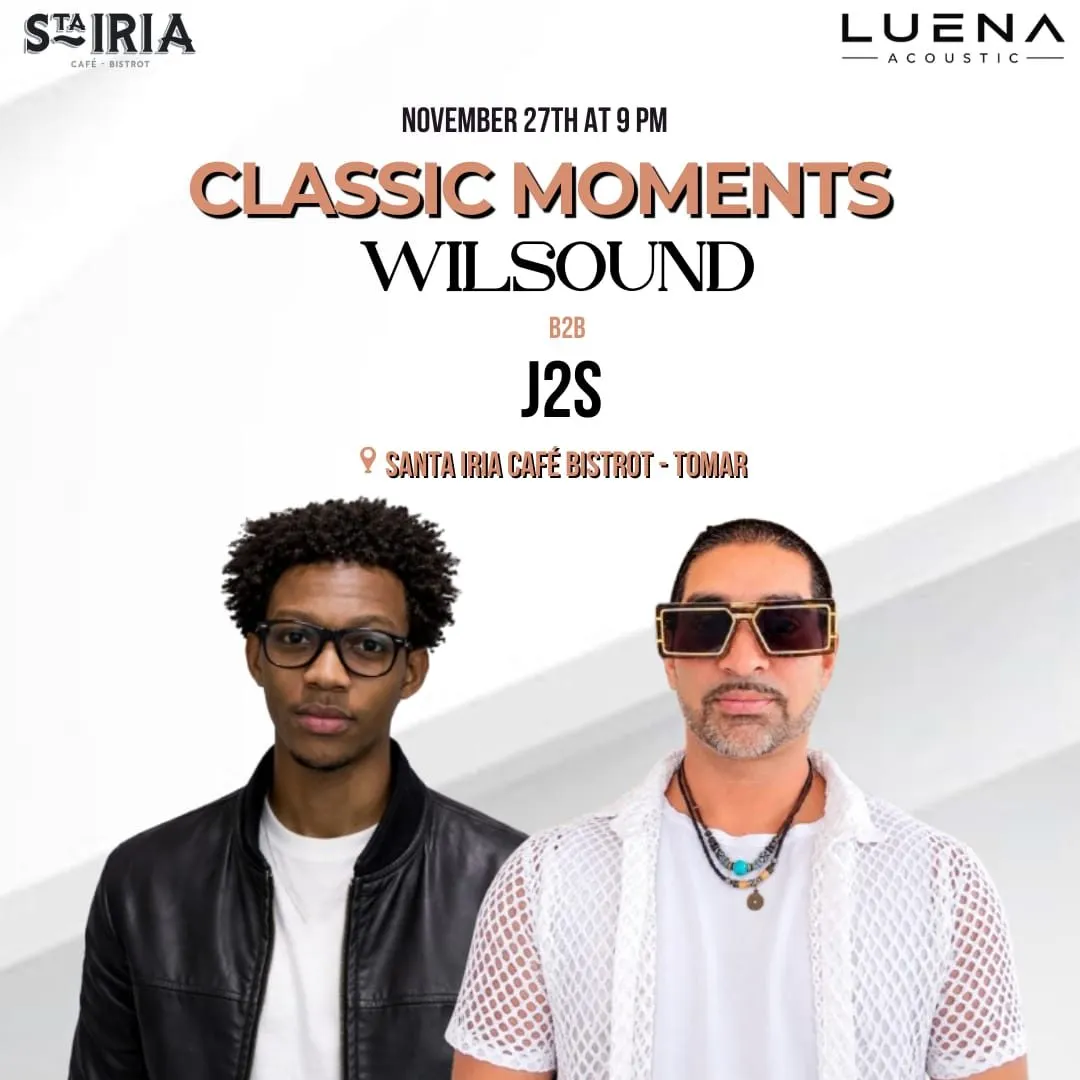 STA IRIA
CAFÉ - BISTROT
LUENA
ACOUSTIC
NOVEMBER 27TH AT 9 PM
CLASSIC MOMENTS
WILSOUND
B2B
J2S
SANTA IRIA CAFÉ BISTROT - TOMAR